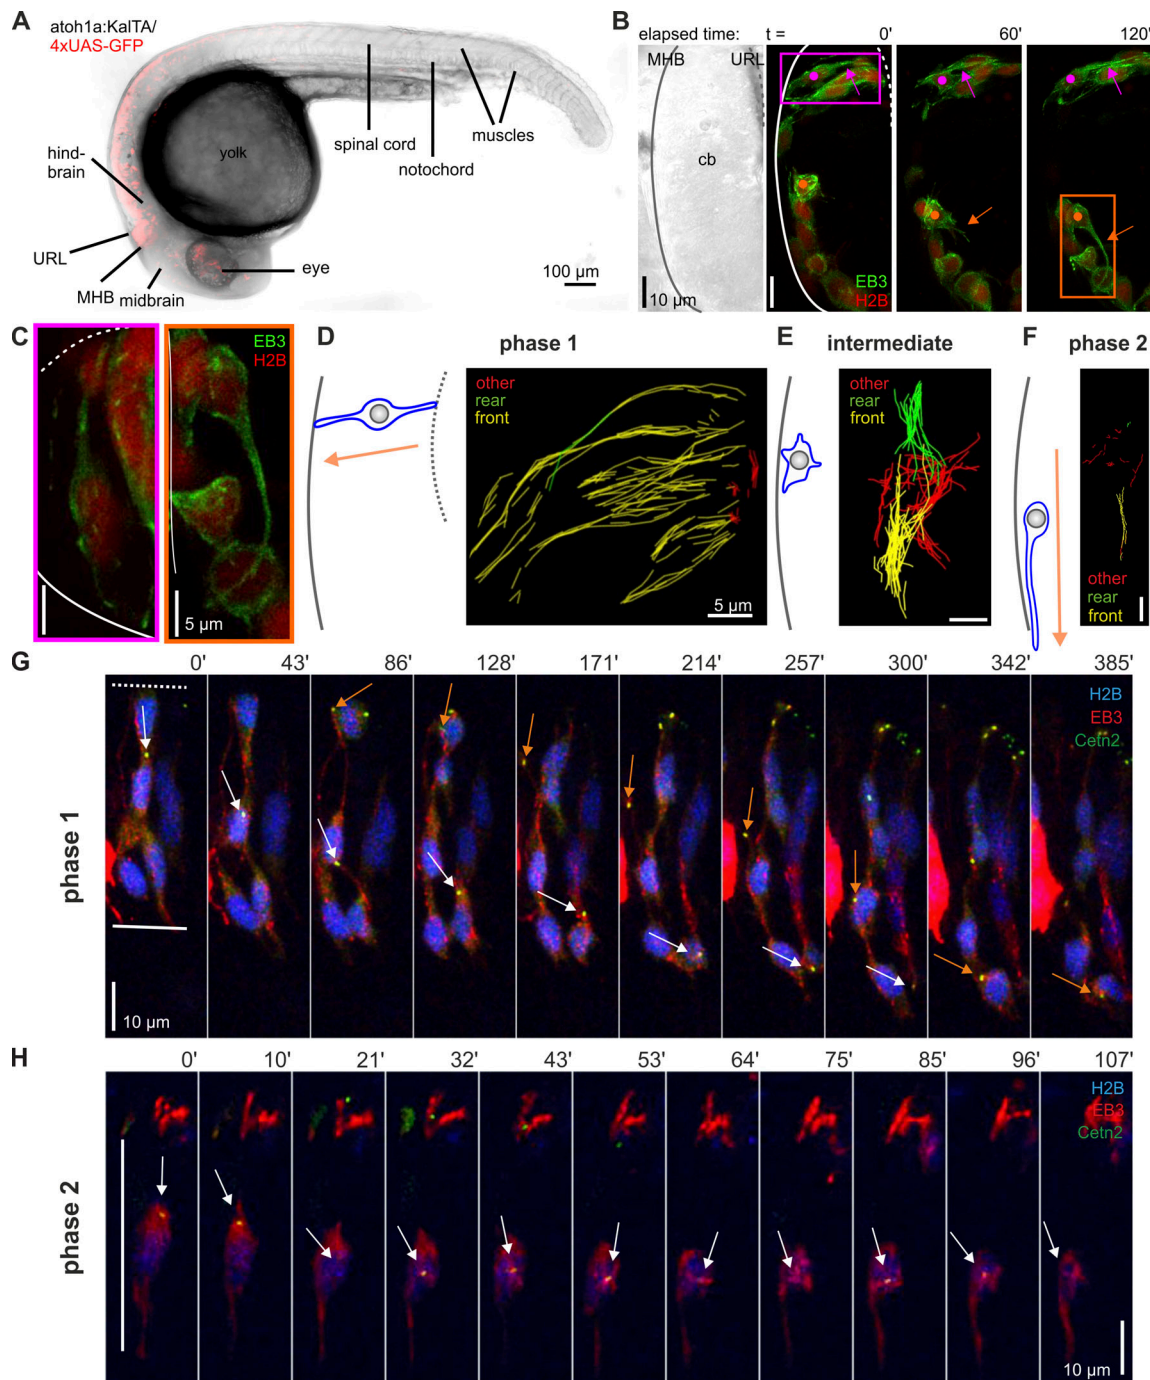 A
atoh1a:KalTA/
4xUAS-GFP
hind-
brain
URL
MHB
midbrain
yolk
eye
spinal cord
notochord
muscles
100 µm
B
elapsed time:
t =
0'
60'
120'
MHB
URL
cb
10 µm
EB3
H2B
C
EB3
H2B
5 µm
D
phase 1
other
rear
front
5 µm
E
intermediate
other
rear
front
F
phase 2
other
rear
front
G
0'
43'
86'
128'
171'
214'
257'
300'
342'
385'
phase 1
H2B
EB3
Cetn2
10 µm
H
0'
10'
21'
32'
43'
53'
64'
75'
85'
96'
107'
phase 2
H2B
EB3
Cetn2
10 µm